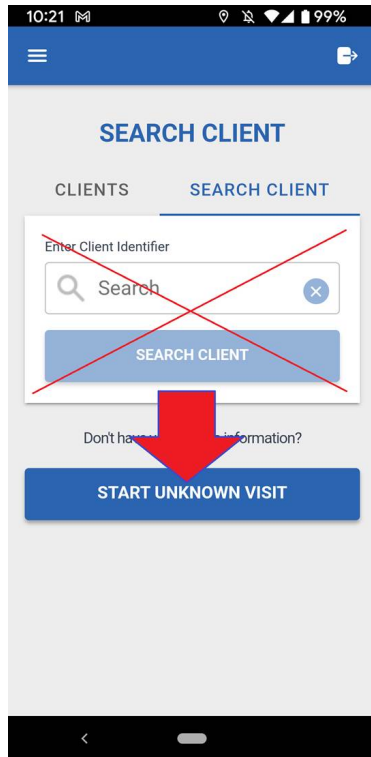 10:21 99%
SEARCH CLIENT
CLIENTS SEARCH CLIENT
Enter Client Identifier
Search
SEARCH CLIENT
Don't have information?
START UNKNOWN VISIT